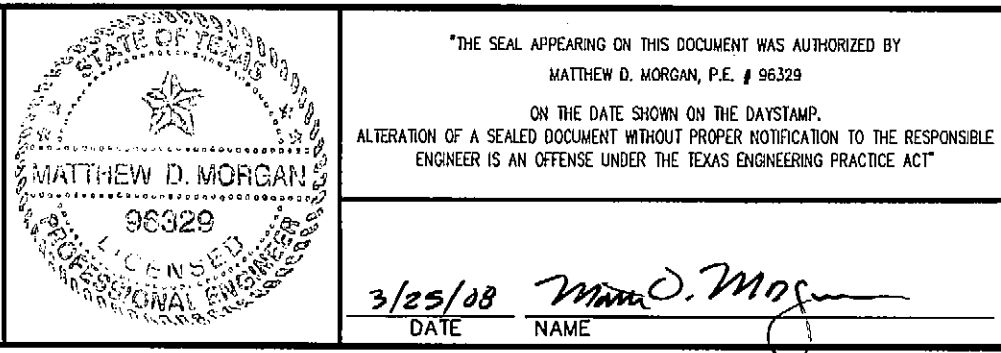 STATE OF TEXAS
MATTHEW D. MORGAN
96329
LICENSED
PROFESSIONAL ENGINEER
"THE SEAL APPEARING ON THIS DOCUMENT WAS AUTHORIZED BY
MATTHEW D. MORGAN, P.E. # 96329
ON THE DATE SHOWN ON THE DAYSTAMP.
ALTERATION OF A SEALED DOCUMENT WITHOUT PROPER NOTIFICATION TO THE RESPONSIBLE
ENGINEER IS AN OFFENSE UNDER THE TEXAS ENGINEERING PRACTICE ACT"
3/25/08 Matt D. Morgan
DATE NAME